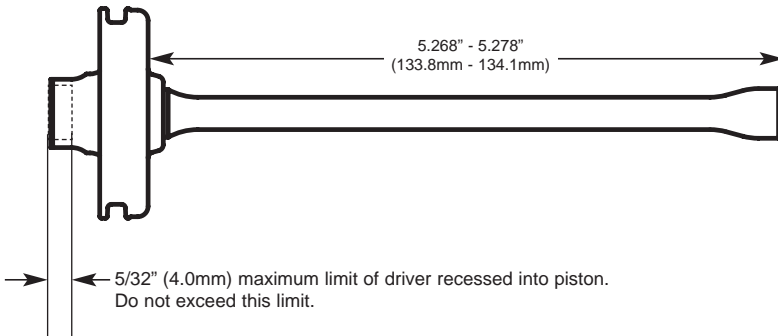 5.268” - 5.278”
(133.8mm - 134.1mm)
5/32” (4.0mm) maximum limit of driver recessed into piston.
Do not exceed this limit.